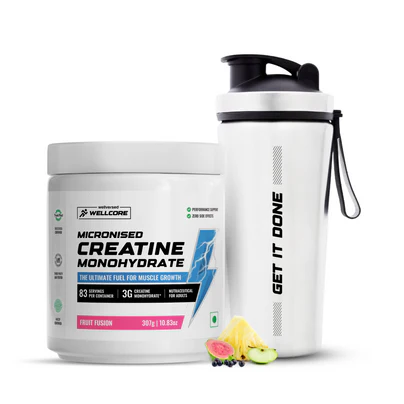 PERFORMANCE SUPPORT
ZERO SIDE EFFECTS
wellversed
WELLCORE
MICRONISED
CREATINE
MONOHYDRATE
THE ULTIMATE FUEL FOR MUSCLE GROWTH
83 SERVINGS PER CONTAINER
3G CREATINE MONOHYDRATE*
NUTRACEUTICAL FOR ADULTS
FRUIT FUSION
307g | 10.83oz
GET IT DONE